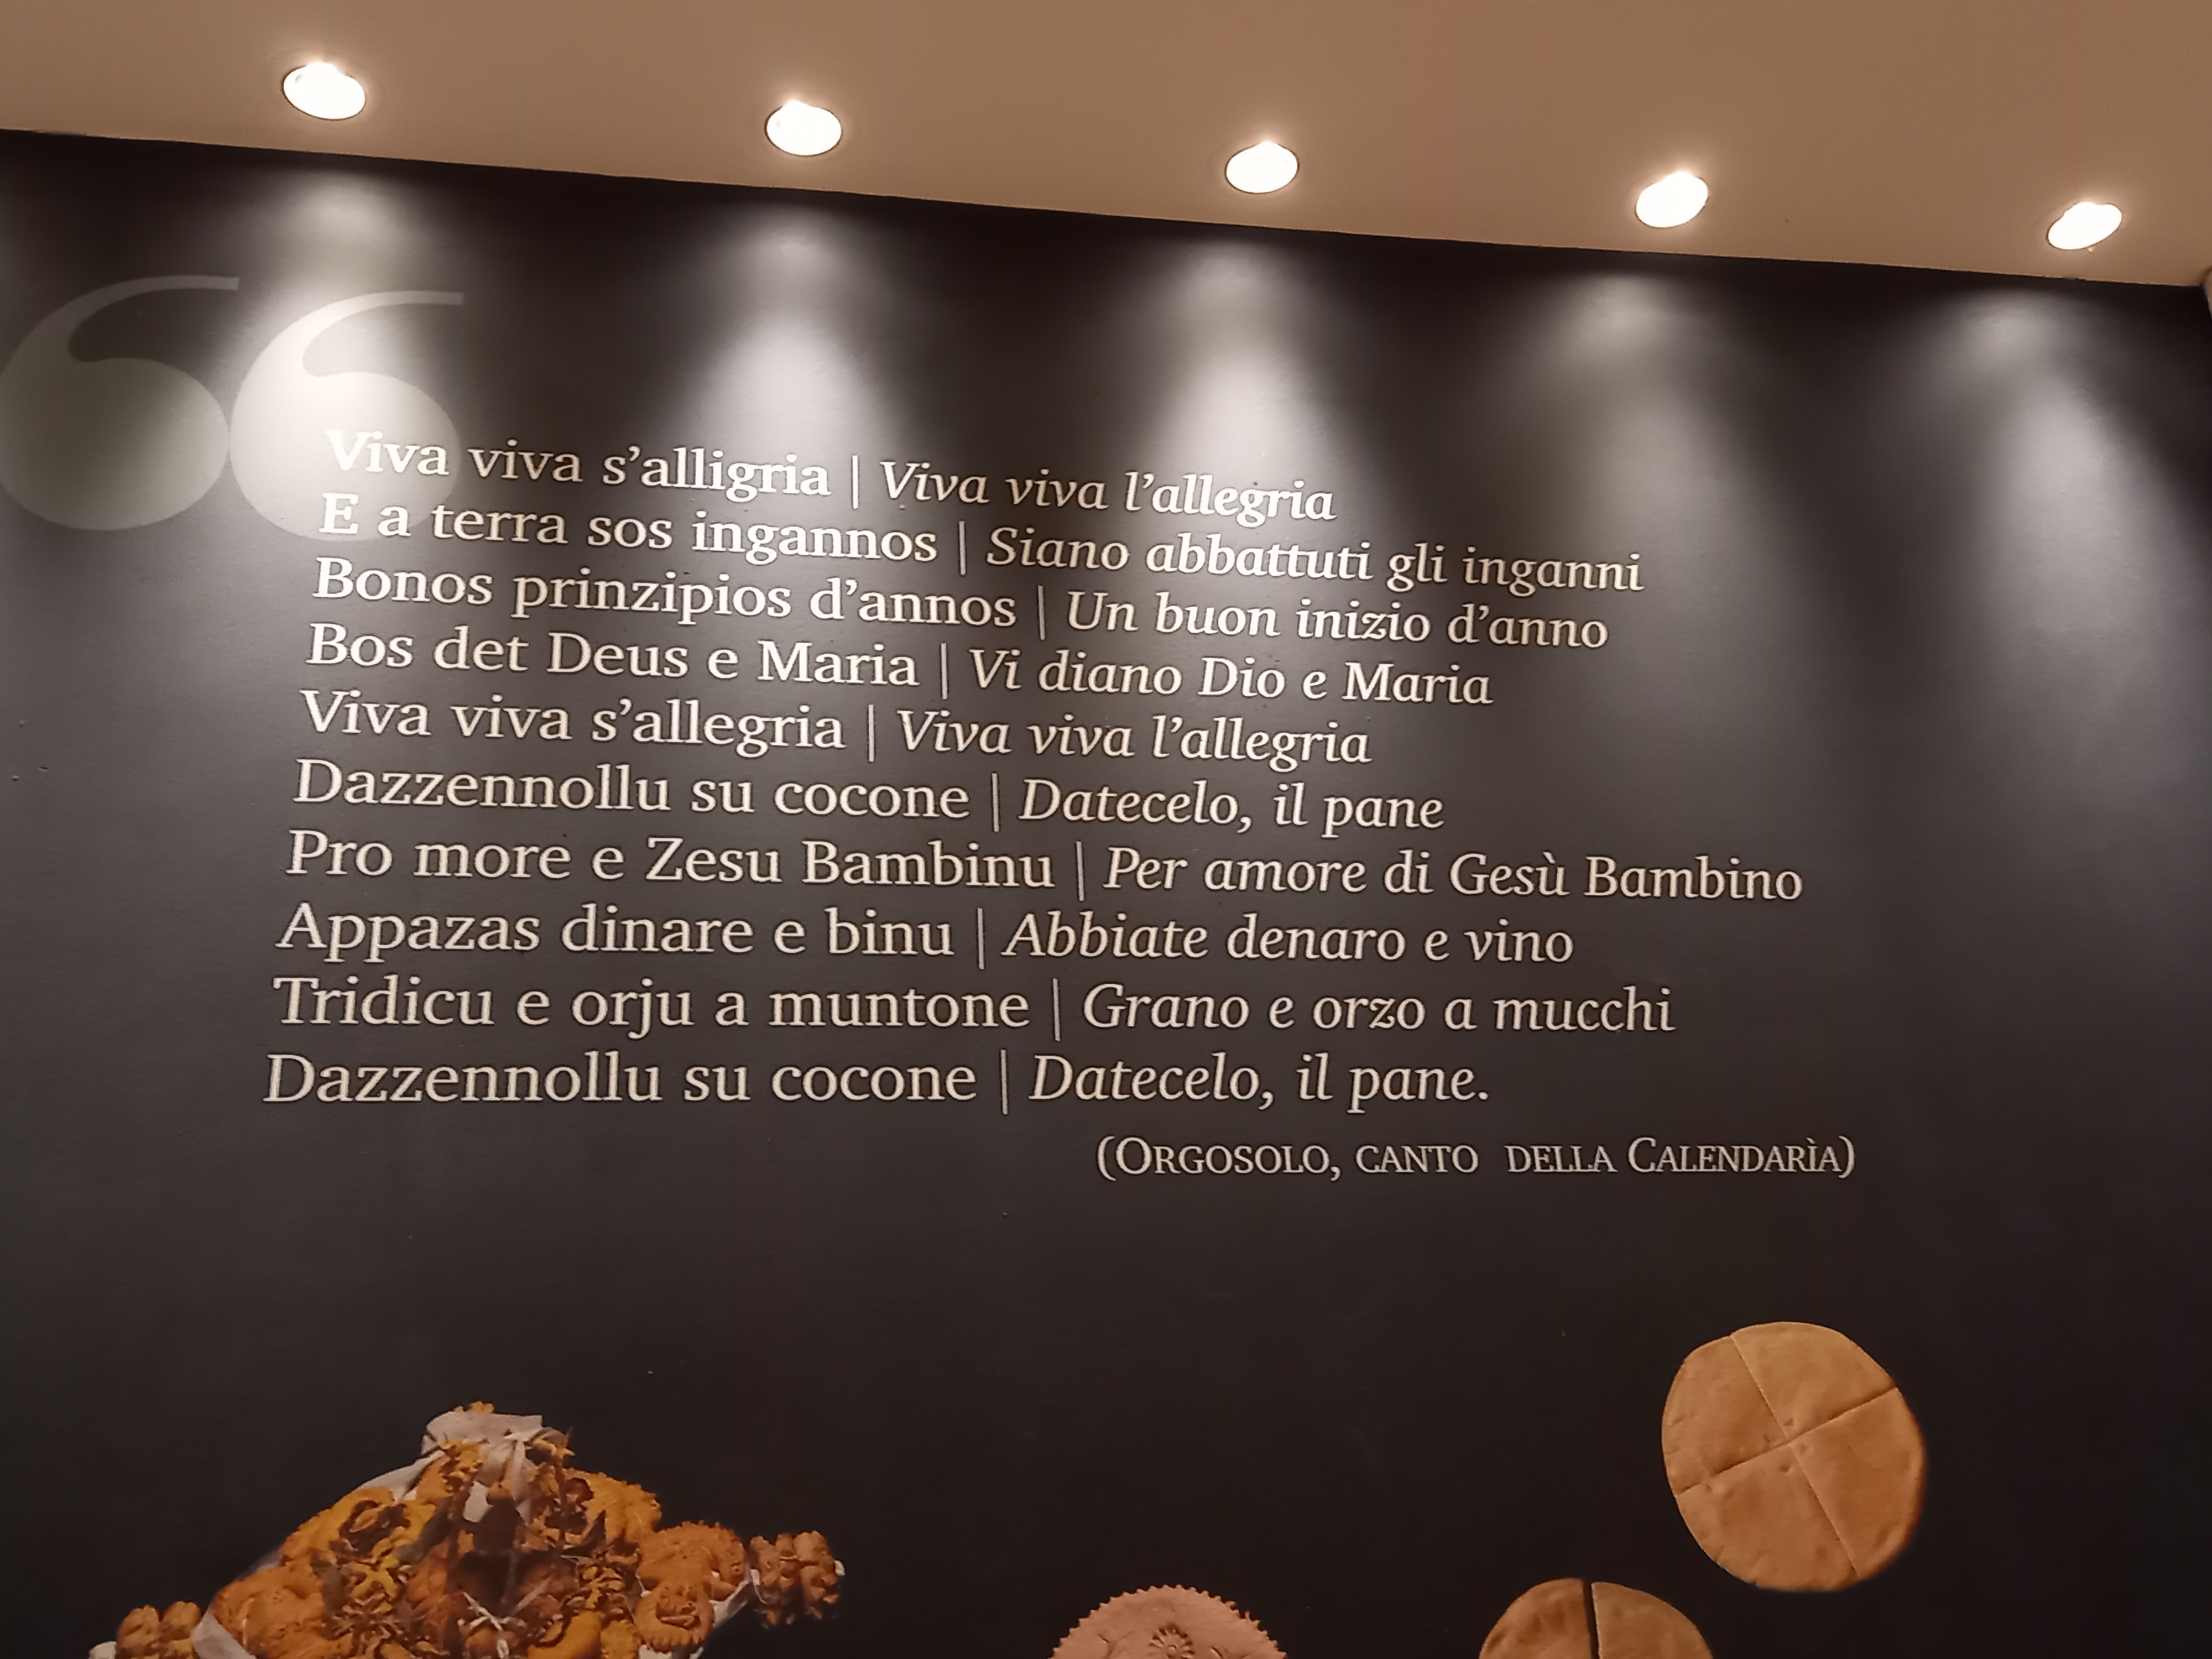 Viva viva s’alligria | Viva viva l’allegria
E a terra sos ingannos | Siano abbattuti gli inganni
Bonos prinzipios d’annos | Un buon inizio d’anno
Bos det Deus e Maria | Vi diano Dio e Maria
Viva viva s’allegria | Viva viva l’allegria
Dazzennollu su cocone | Datecelo, il pane
Pro more e Zesu Bambinu | Per amore di Gesù Bambino
Appazas dinare e binu | Abbiate denaro e vino
Tridicu e orju a muntone | Grano e orzo a mucchi
Dazzennollu su cocone | Datecelo, il pane.
(Orgosolo, canto della Calendarìa)